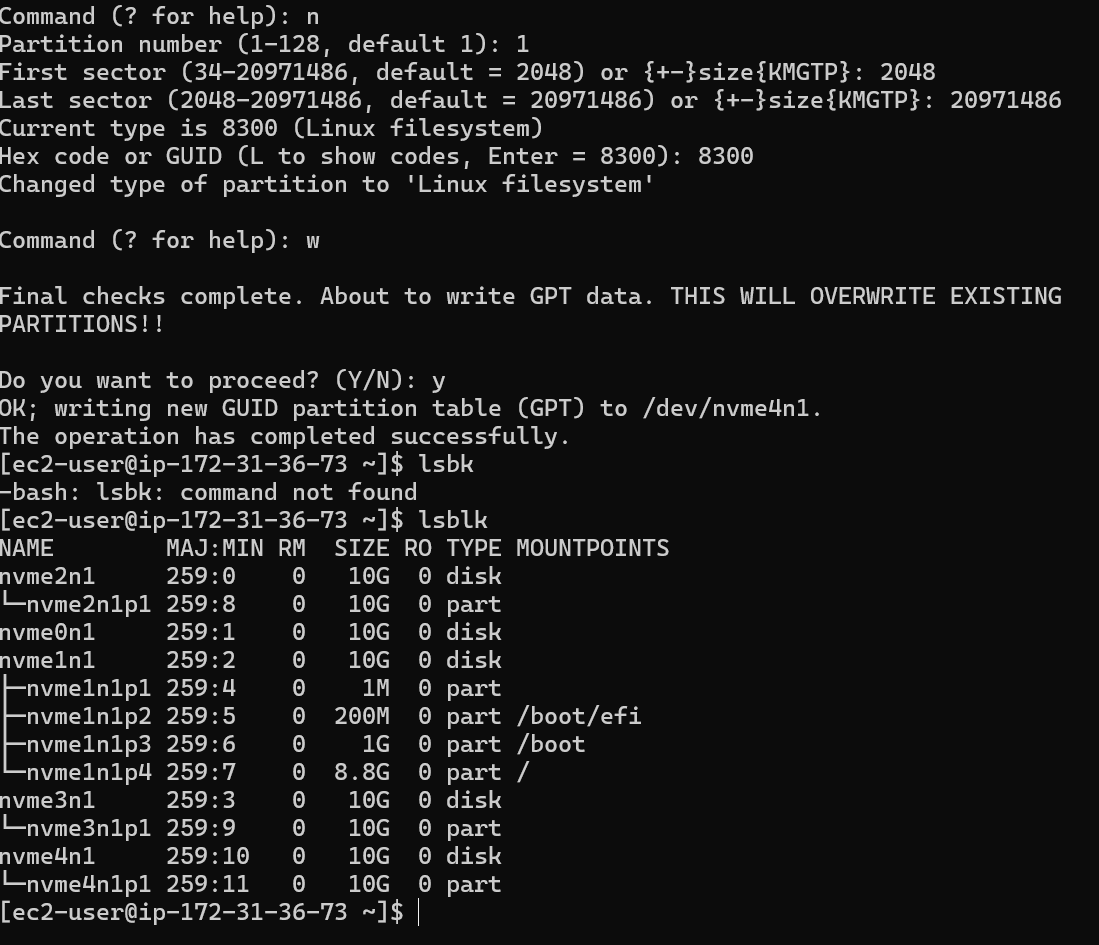 Command (? for help): n
Partition number (1-128, default 1): 1
First sector (34-20971486, default = 2048) or {+-}size{KMGTP}: 2048
Last sector (2048-20971486, default = 20971486) or {+-}size{KMGTP}: 20971486
Current type is 8300 (Linux filesystem)
Hex code or GUID (L to show codes, Enter = 8300): 8300
Changed type of partition to 'Linux filesystem'

Command (? for help): w

Final checks complete. About to write GPT data. THIS WILL OVERWRITE EXISTING
PARTITIONS!!

Do you want to proceed? (Y/N): y
OK; writing new GUID partition table (GPT) to /dev/nvme4n1.
The operation has completed successfully.
[ec2-user@ip-172-31-36-73 ~]$ lsbk
-bash: lsbk: command not found
[ec2-user@ip-172-31-36-73 ~]$ lsblk
NAME        MAJ:MIN RM  SIZE RO TYPE MOUNTPOINTS
nvme2n1     259:0    0   10G  0 disk
└─nvme2n1p1 259:8    0   10G  0 part
nvme0n1     259:1    0   10G  0 disk
nvme1n1     259:2    0   10G  0 disk
├─nvme1n1p1 259:4    0    1M  0 part
├─nvme1n1p2 259:5    0  200M  0 part /boot/efi
├─nvme1n1p3 259:6    0    1G  0 part /boot
└─nvme1n1p4 259:7    0  8.8G  0 part /
nvme3n1     259:3    0   10G  0 disk
└─nvme3n1p1 259:9    0   10G  0 part
nvme4n1     259:10   0   10G  0 disk
└─nvme4n1p1 259:11   0   10G  0 part
[ec2-user@ip-172-31-36-73 ~]$